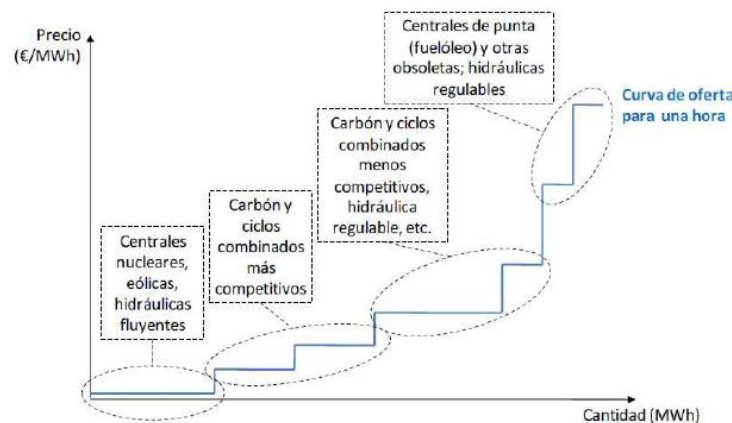 Precio
(€/MWh)
Centrales de punta
(fuelóleo) y otras
obsoletas; hidráulicas
regulables
Curva de oferta
para una hora
Carbón y ciclos
combinados
menos
competitivos,
hidráulica
regulable, etc.
Carbón y
ciclos
combinados
más
competitivos
Centrales
nucleares,
eólicas,
hidráulicas
fluyentes
Cantidad (MWh)